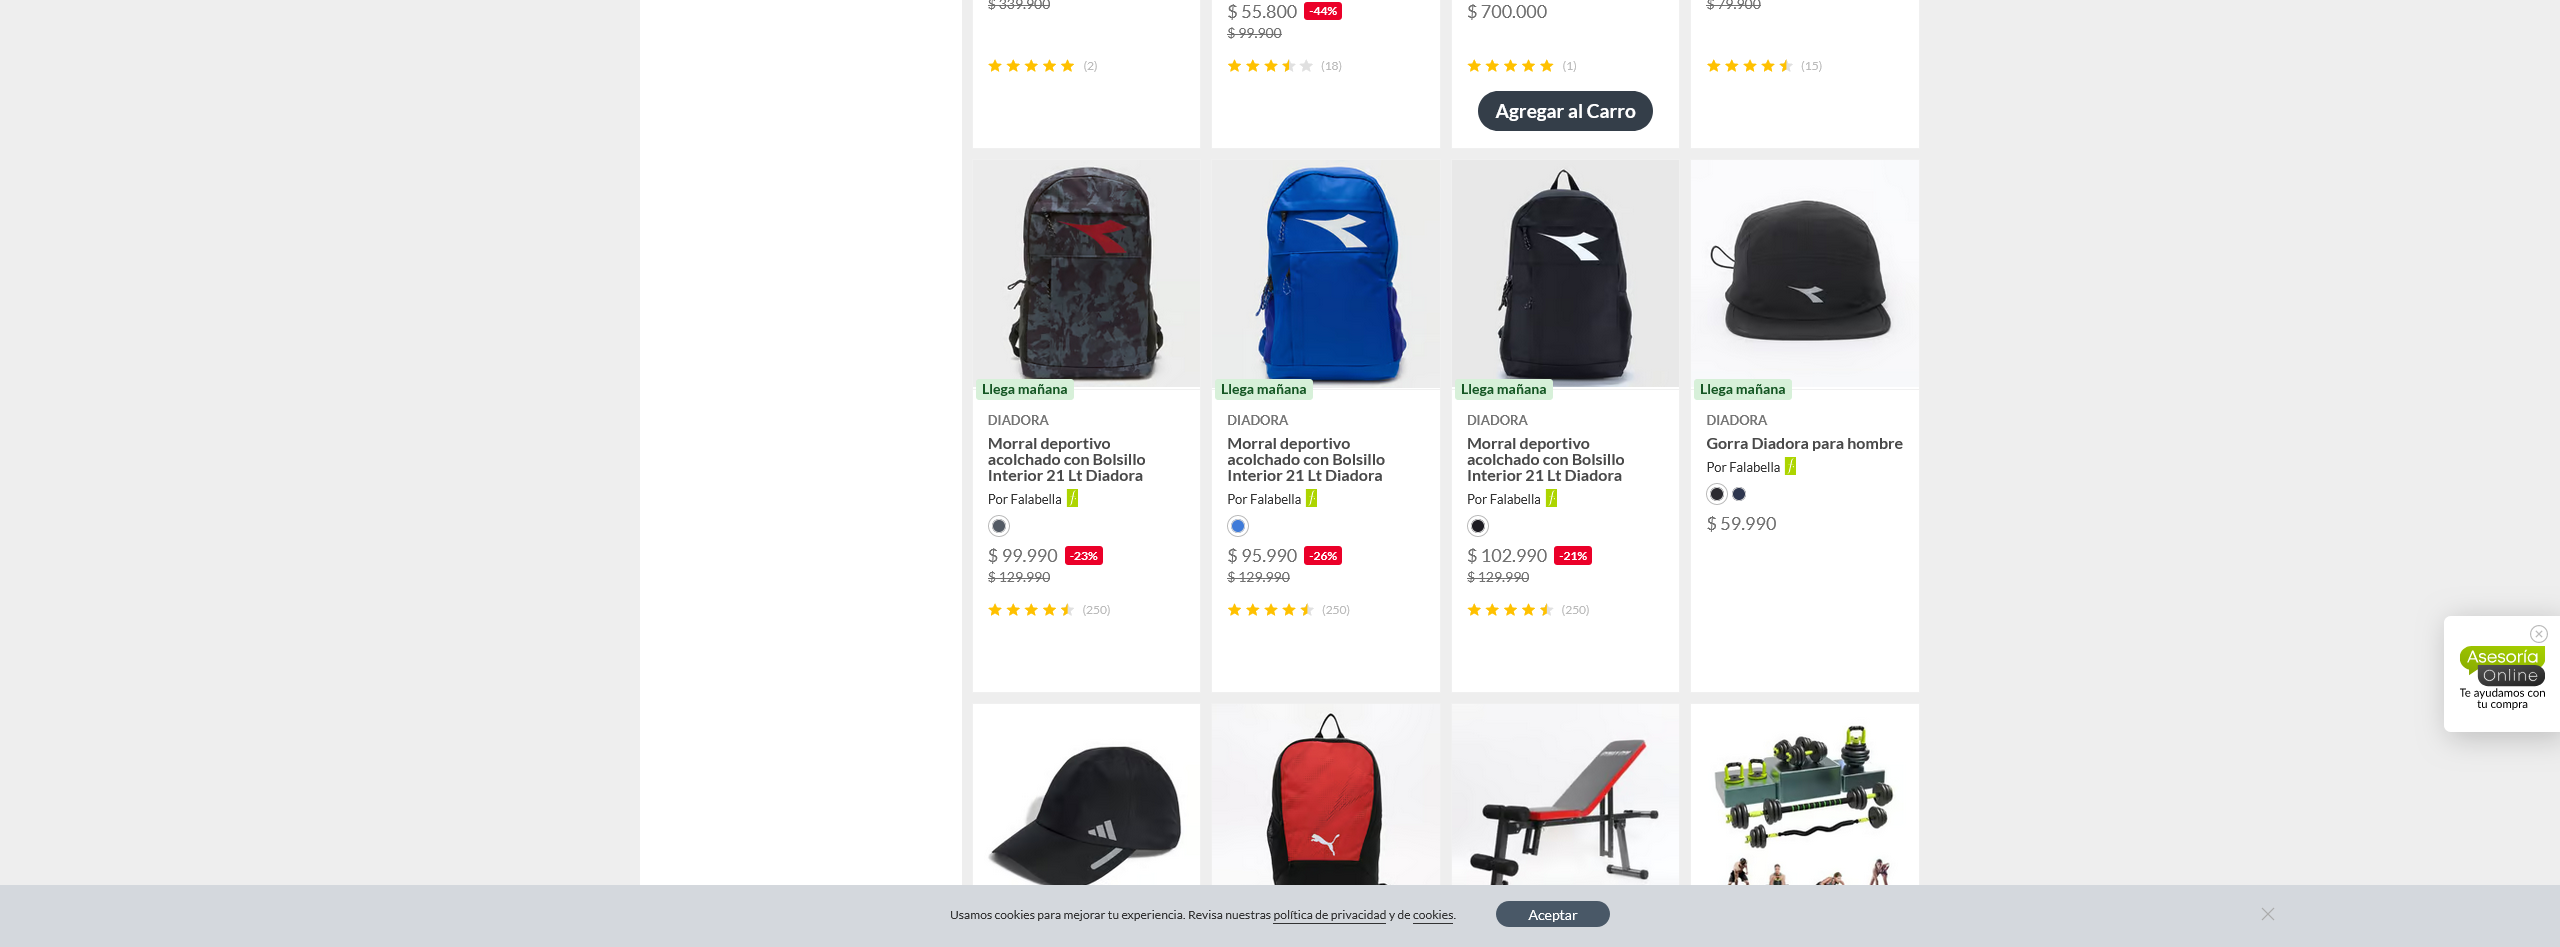 $ 339.900
$ 55.800 -44%
$ 99.900
$ 700.000
$ 79.900
(2)
(18)
(1)
(15)
Agregar al Carro
Llega mañana
DIADORA
Morral deportivo
acolchado con Bolsillo
Interior 21 Lt Diadora
Por Falabella
$ 99.990 -23%
$ 129.990
(250)
Llega mañana
DIADORA
Morral deportivo
acolchado con Bolsillo
Interior 21 Lt Diadora
Por Falabella
$ 95.990 -26%
$ 129.990
(250)
Llega mañana
DIADORA
Morral deportivo
acolchado con Bolsillo
Interior 21 Lt Diadora
Por Falabella
$ 102.990 -21%
$ 129.990
(250)
Llega mañana
DIADORA
Gorra Diadora para hombre
Por Falabella
$ 59.990
Asesoría
Online
Te ayudamos con
tu compra
Usamos cookies para mejorar tu experiencia. Revisa nuestras política de privacidad y de cookies.
Aceptar